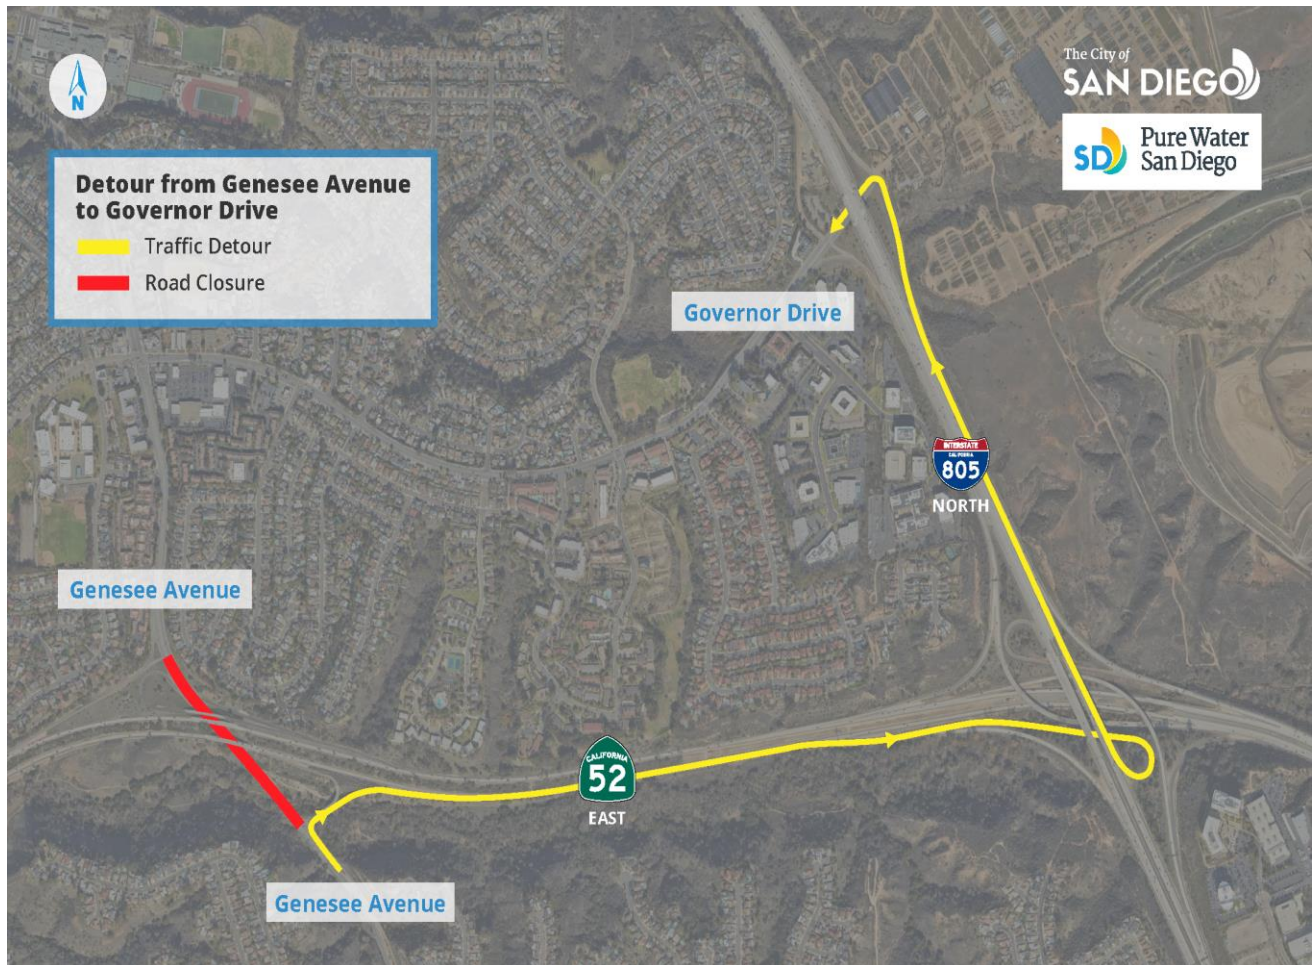 N
The City of
SAN DIEGO
SD
Pure Water
San Diego
Detour from Genesee Avenue
to Governor Drive
Traffic Detour
Road Closure
Governor Drive
INTERSTATE
CALIFORNIA
805
NORTH
Genesee Avenue
CALIFORNIA
52
EAST
Genesee Avenue